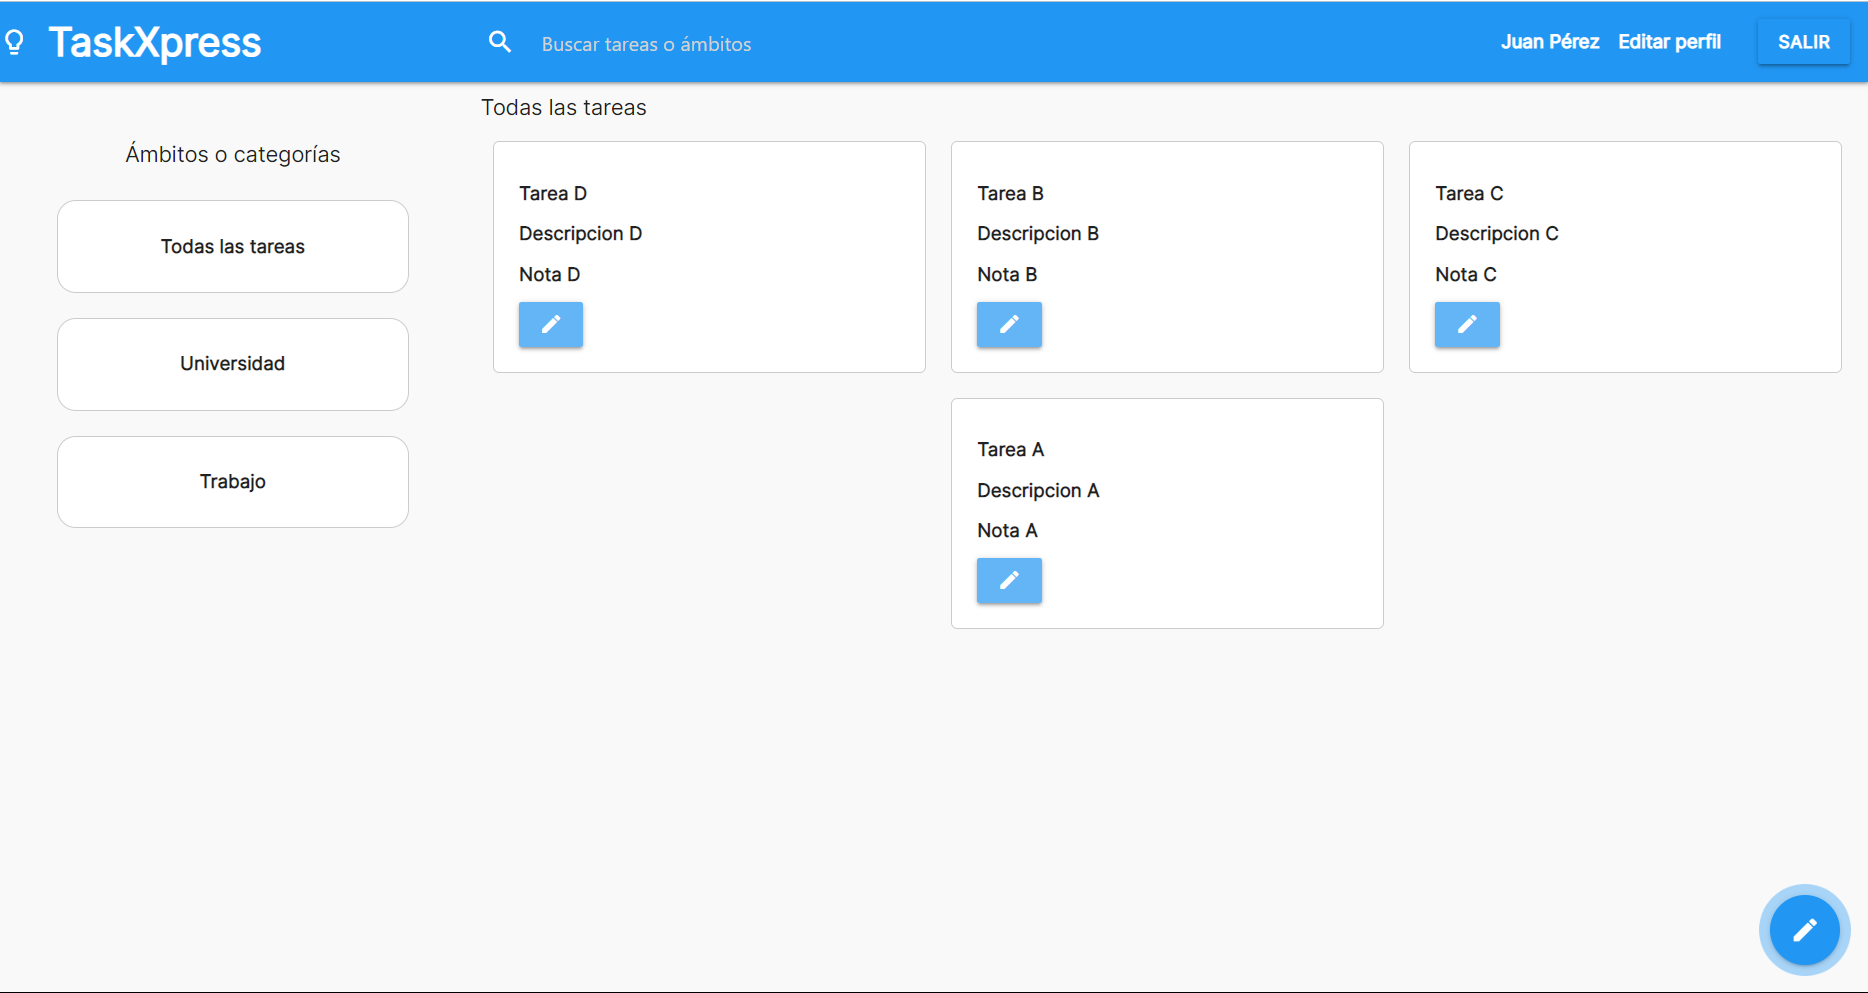 TaskXpress
Buscar tareas o ámbitos
Juan Pérez
Editar perfil
SALIR
Ámbitos o categorías
Todas las tareas
Universidad
Trabajo
Todas las tareas
Tarea D
Descripcion D
Nota D
Tarea B
Descripcion B
Nota B
Tarea C
Descripcion C
Nota C
Tarea A
Descripcion A
Nota A